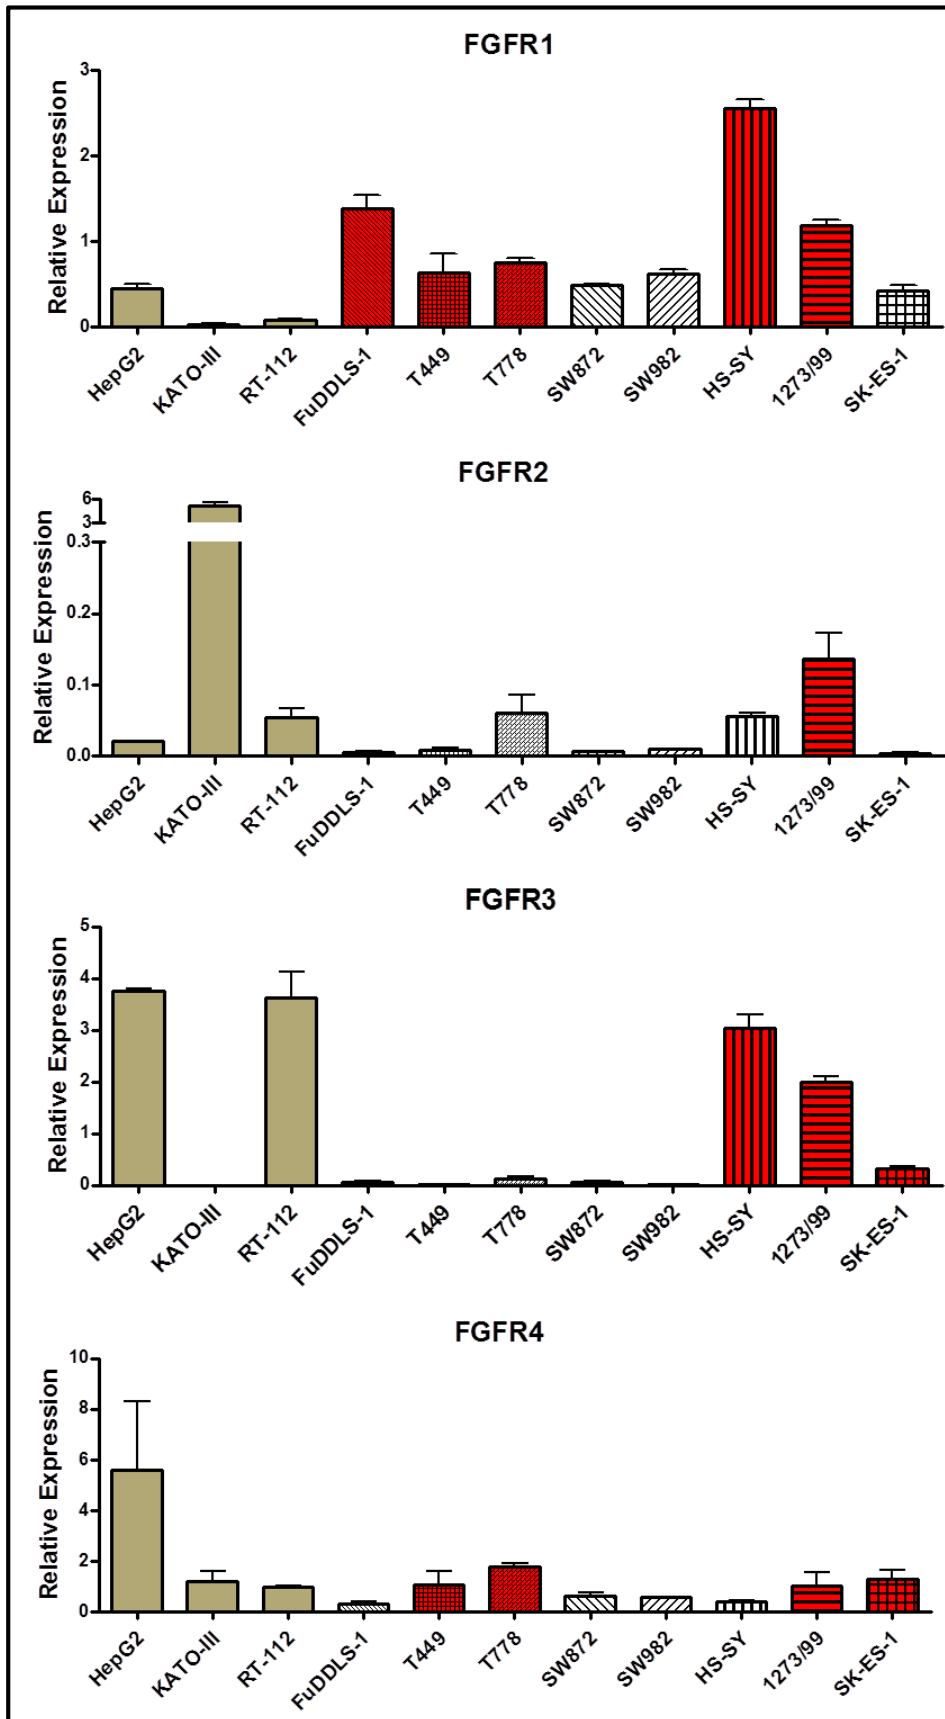 FGFR1
Relative Expression
3
2
1
0
HepG2
KATO-III
RT-112
FuDDLS-1
T449
T778
SW872
SW982
HS-SY
1273/99
SK-ES-1
FGFR2
Relative Expression
6
3
0.3
0.2
0.1
0.0
HepG2
KATO-III
RT-112
FuDDLS-1
T449
T778
SW872
SW982
HS-SY
1273/99
SK-ES-1
FGFR3
Relative Expression
5
4
3
2
1
0
HepG2
KATO-III
RT-112
FuDDLS-1
T449
T778
SW872
SW982
HS-SY
1273/99
SK-ES-1
FGFR4
Relative Expression
10
8
6
4
2
0
HepG2
KATO-III
RT-112
FuDDLS-1
T449
T778
SW872
SW982
HS-SY
1273/99
SK-ES-1